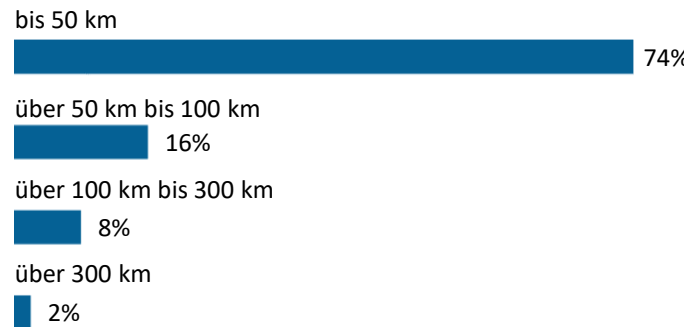 bis 50 km
74%
über 50 km bis 100 km
16%
über 100 km bis 300 km
8%
über 300 km
2%